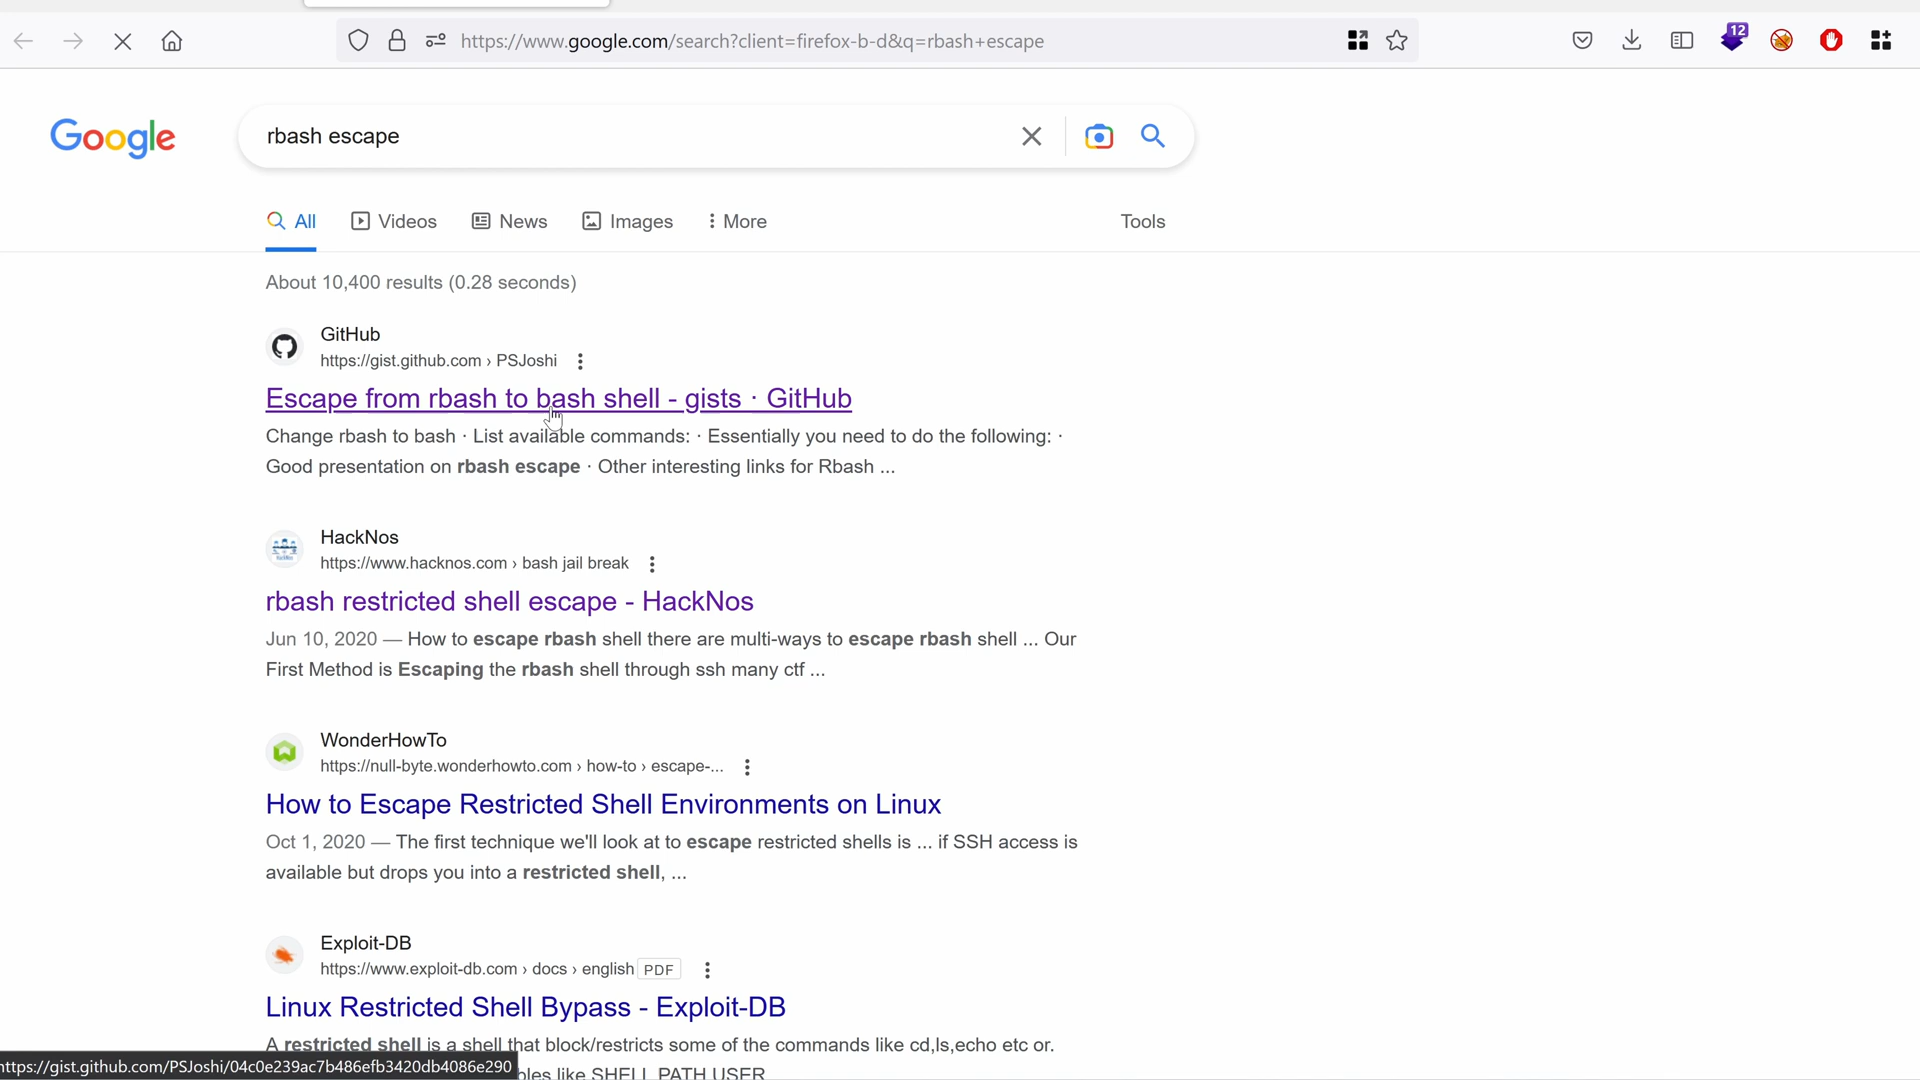 https://www.google.com/search?client=firefox-b-d&q=rbash+escape
12
Google
rbash escape
All
Videos
News
Images
More
Tools
About 10,400 results (0.28 seconds)
GitHub
https://gist.github.com › PSJoshi
Escape from rbash to bash shell - gists · GitHub
Change rbash to bash · List available commands: · Essentially you need to do the following: ·
Good presentation on rbash escape · Other interesting links for Rbash ...
HackNos
https://www.hacknos.com › bash jail break
rbash restricted shell escape - HackNos
Jun 10, 2020 — How to escape rbash shell there are multi-ways to escape rbash shell ... Our
First Method is Escaping the rbash shell through ssh many ctf ...
WonderHowTo
https://null-byte.wonderhowto.com › how-to › escape-...
How to Escape Restricted Shell Environments on Linux
Oct 1, 2020 — The first technique we'll look at to escape restricted shells is ... if SSH access is
available but drops you into a restricted shell, ...
Exploit-DB
https://www.exploit-db.com › docs › english PDF
Linux Restricted Shell Bypass - Exploit-DB
A restricted shell is a shell that block/restricts some of the commands like cd,ls,echo etc or.
https://gist.github.com/PSJoshi/04c0e239ac7b486efb3420db4086e290
bles like SHELL PATH USER